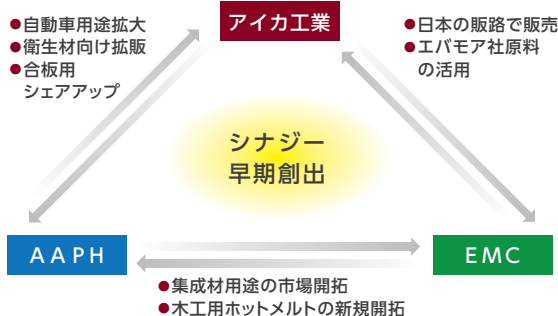 アイカ工業
●自動車用途拡大
●衛生材向け拡販
●合板用
シェアアップ
●日本の販路で販売
●エバモア社原料
の活用
シナジー
早期創出
AAPH
EMC
●集成材用途の市場開拓
●木工用ホットメルトの新規開拓